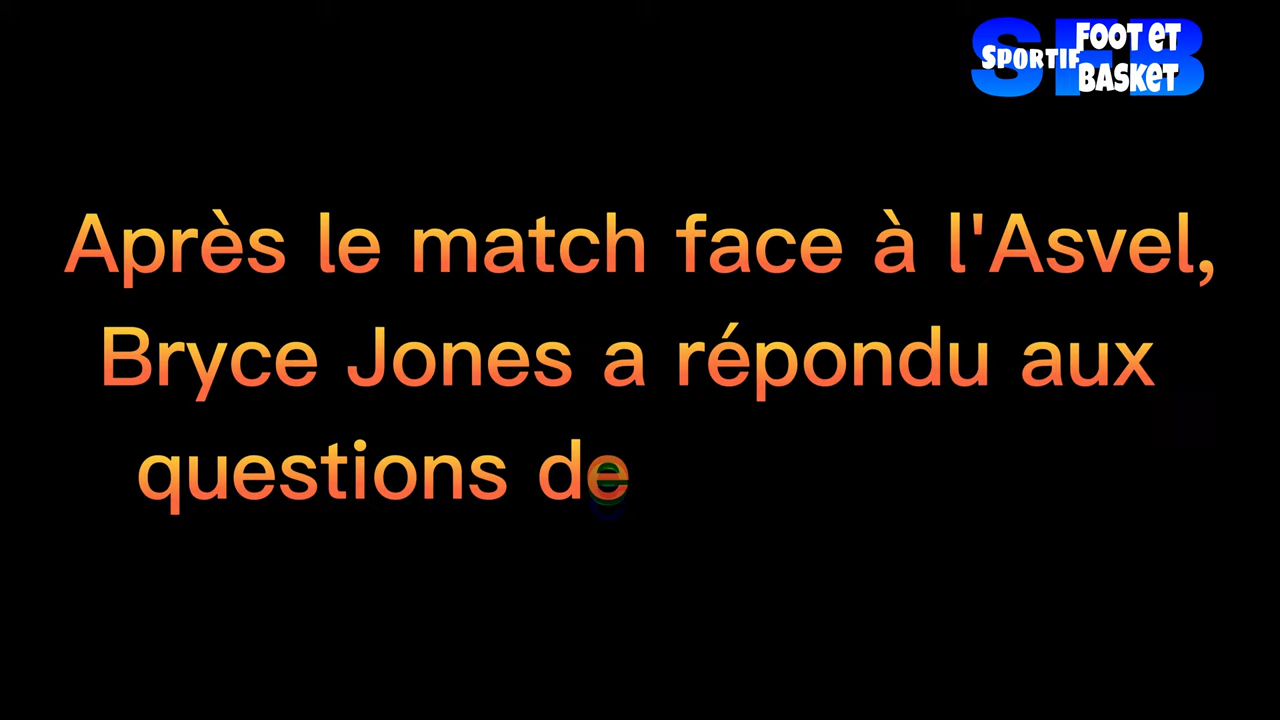 SFB
Sportif
Foot et
Basket
Après le match face à l'Asvel,
Bryce Jones a répondu aux
questions de